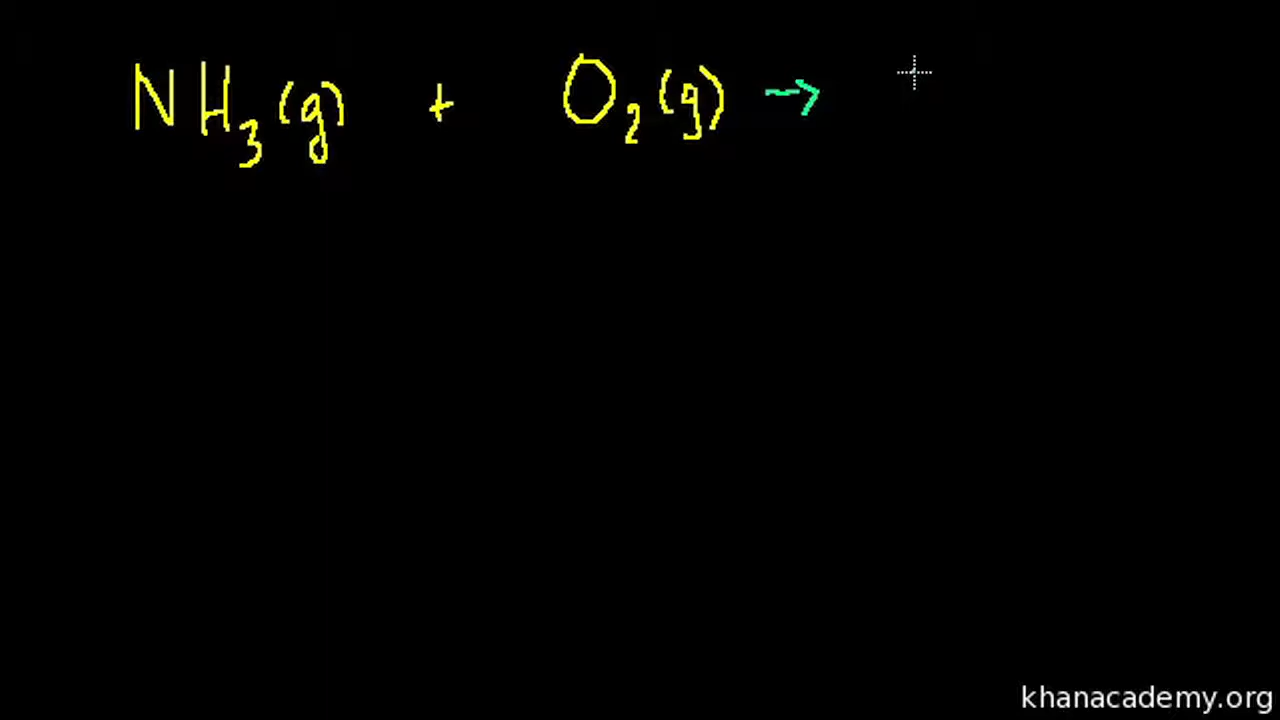 NH₃(g) + O₂(g) →
khanacademy.org